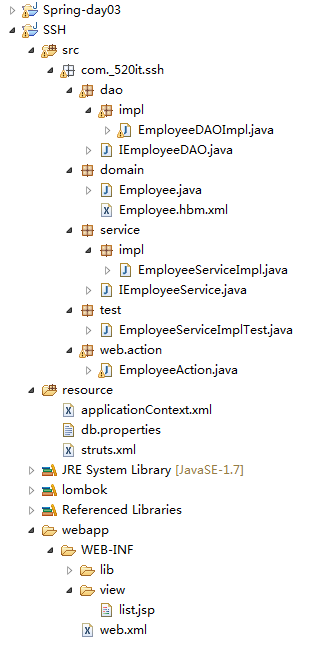 Spring-day03
SSH
src
com._520it.ssh
dao
impl
EmployeeDAOImpl.java
IEmployeeDAO.java
domain
Employee.java
Employee.hbm.xml
service
impl
EmployeeServiceImpl.java
IEmployeeService.java
test
EmployeeServiceImplTest.java
web.action
EmployeeAction.java
resource
applicationContext.xml
db.properties
struts.xml
JRE System Library [JavaSE-1.7]
lombok
Referenced Libraries
webapp
WEB-INF
lib
view
list.jsp
web.xml